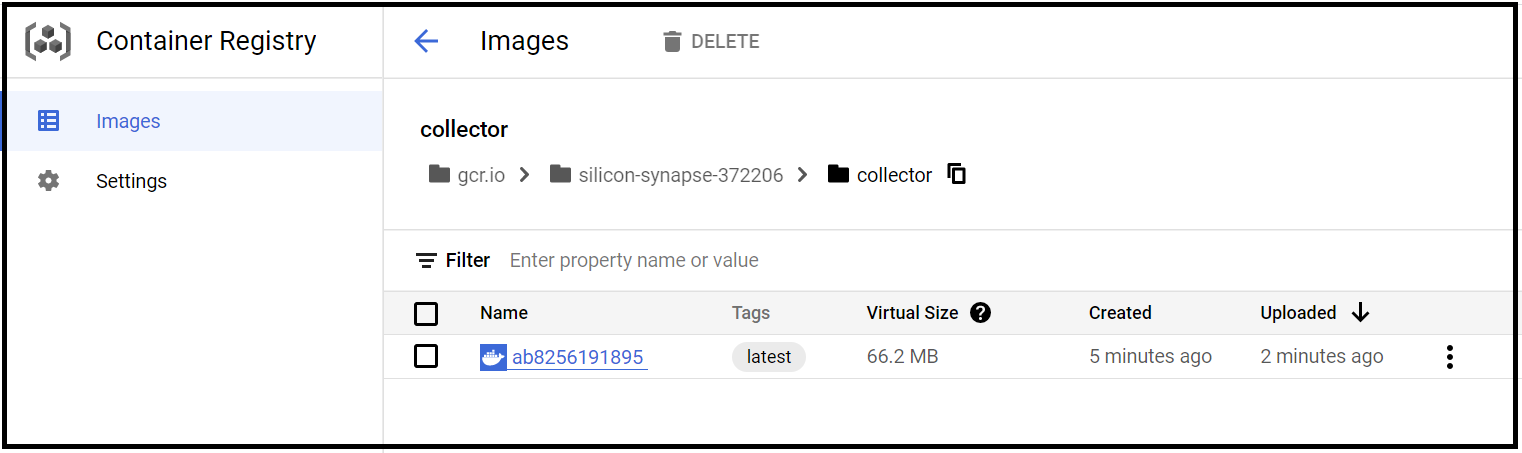 Container Registry
Images
DELETE
Images
Settings
collector
gcr.io
silicon-synapse-372206
collector
Filter Enter property name or value
Name Tags Virtual Size ? Created Uploaded
ab8256191895 latest 66.2 MB 5 minutes ago 2 minutes ago